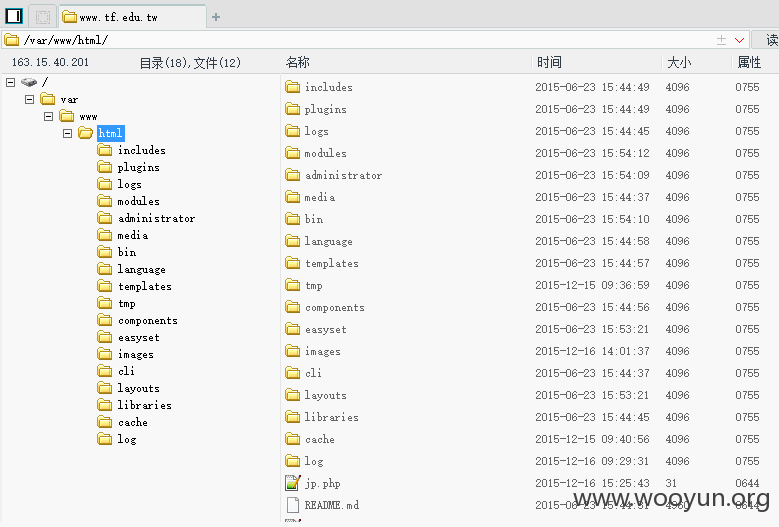 www.tf.edu.tw
/var/www/html/
读
163.15.40.201 目录(18),文件(12) 名称 时间 大小 属性
/
var
www
html
includes
plugins
logs
modules
administrator
media
bin
language
templates
tmp
components
easyset
images
cli
layouts
libraries
cache
log
includes 2015-06-23 15:44:49 4096 0755
plugins 2015-06-23 15:44:49 4096 0755
logs 2015-06-23 15:44:45 4096 0755
modules 2015-06-23 15:54:12 4096 0755
administrator 2015-06-23 15:54:09 4096 0755
media 2015-06-23 15:44:37 4096 0755
bin 2015-06-23 15:54:10 4096 0755
language 2015-06-23 15:44:58 4096 0755
templates 2015-06-23 15:44:57 4096 0755
tmp 2015-12-15 09:36:59 4096 0755
components 2015-06-23 15:44:56 4096 0755
easyset 2015-06-23 15:53:21 4096 0755
images 2015-12-16 14:01:37 4096 0755
cli 2015-06-23 15:44:37 4096 0755
layouts 2015-06-23 15:53:21 4096 0755
libraries 2015-06-23 15:44:45 4096 0755
cache 2015-12-15 09:40:56 4096 0755
log 2015-12-16 09:29:31 4096 0755
jp.php 2015-12-16 15:25:43 31 0644
README.md 0644
www.wooyun.org